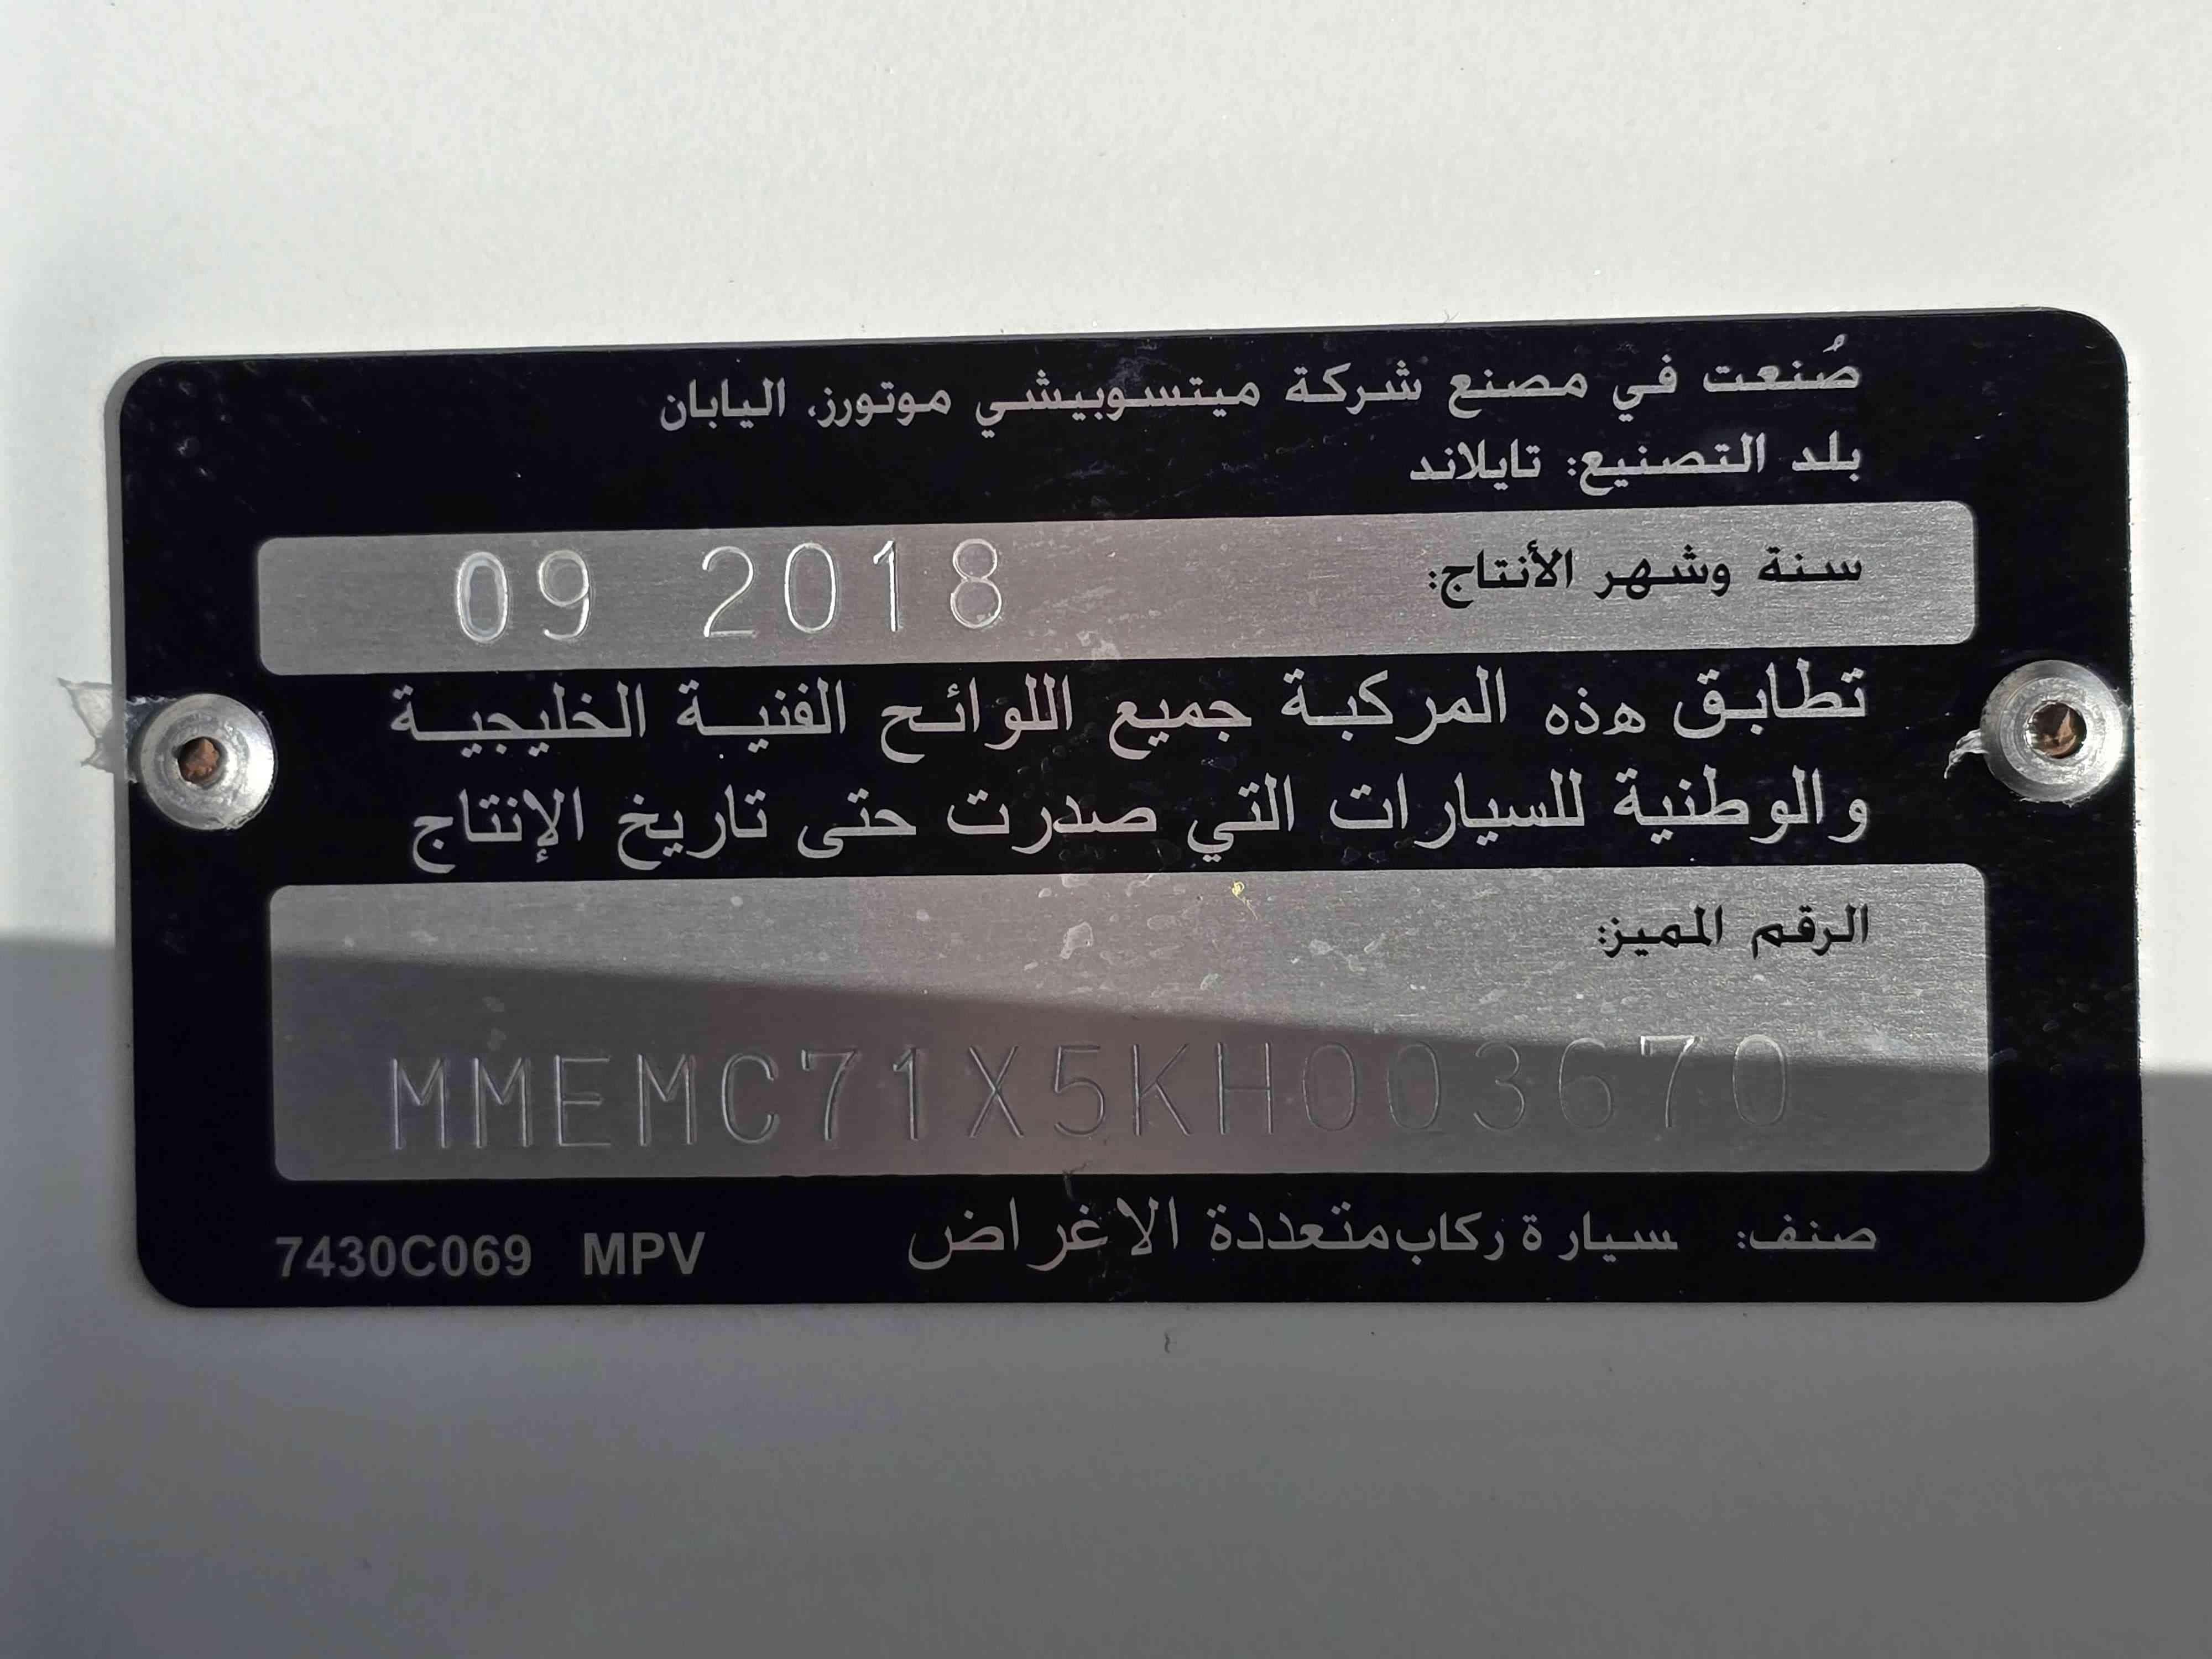 صُنعت في مصنع شركة ميتسوبيشي موتورز، اليابان
بلد التصنيع: تايلاند
سنة وشهر الأنتاج: 09 2018
تطابق هذه المركبة جميع اللوائح الفنية الخليجية
والوطنية للسيارات التي صدرت حتى تاريخ الإنتاج
الرقم المميز:
MMEMC71X5KH003670
صنف: سيارة ركاب متعددة الاغراض 7430C069 MPV